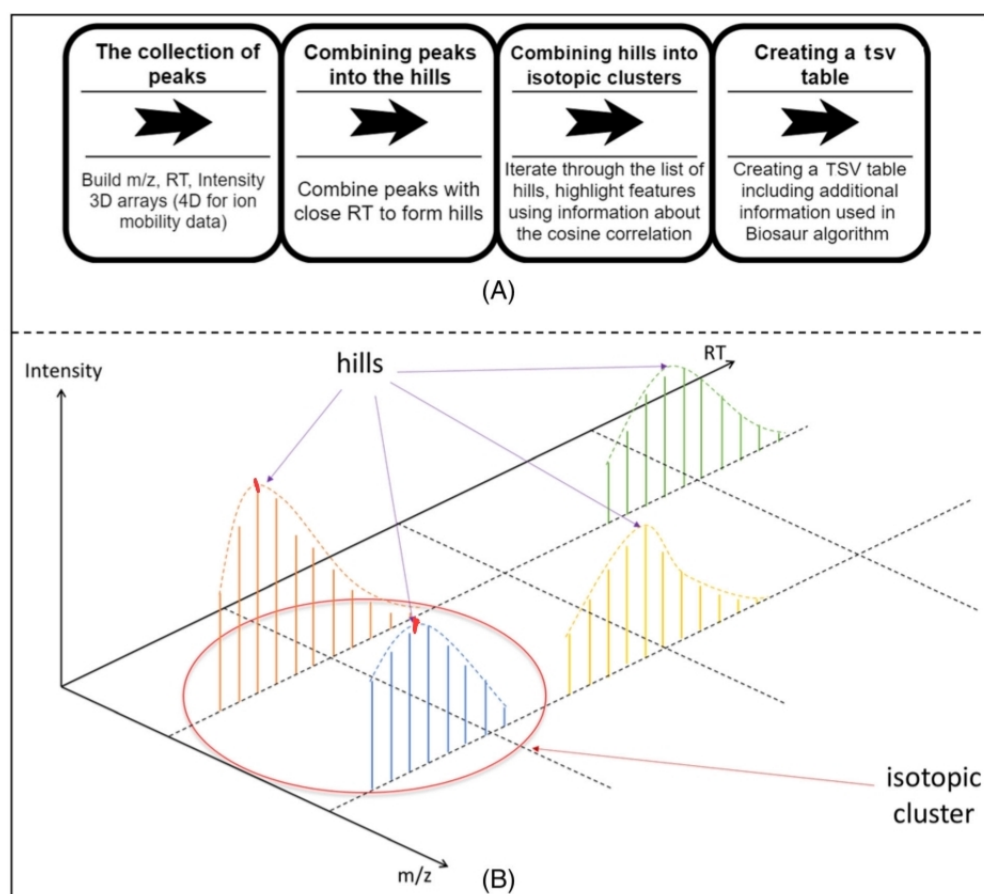 The collection of
peaks
Build m/z, RT, Intensity
3D arrays (4D for ion
mobility data)
Combining peaks
into the hills
Combine peaks with
close RT to form hills
Combining hills into
isotopic clusters
Iterate through the list of
hills, highlight features
using information about
the cosine correlation
Creating a tsv
table
Creating a TSV table
including additional
information used in
Biosaur algorithm
(A)
Intensity
hills
RT
isotopic
cluster
m/z
(B)